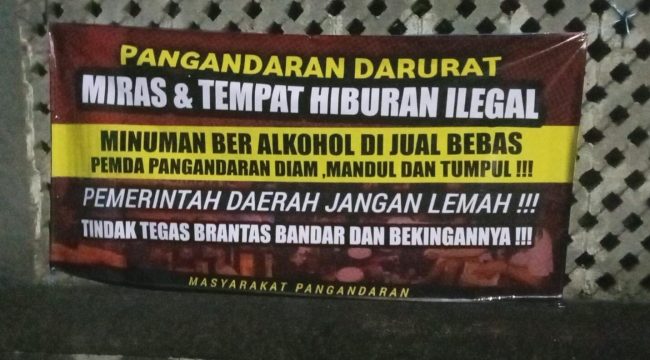 PANGANDARAN DARURAT
MIRAS & TEMPAT HIBURAN ILEGAL
MINUMAN BER ALKOHOL DI JUAL BEBAS
PEMDA PANGANDARAN DIAM ,MANDUL DAN TUMPUL !!!
PEMERINTAH DAERAH JANGAN LEMAH !!!
TINDAK TEGAS BRANTAS BANDAR DAN BEKINGANNYA !!!
MASYARAKAT PANGANDARAN